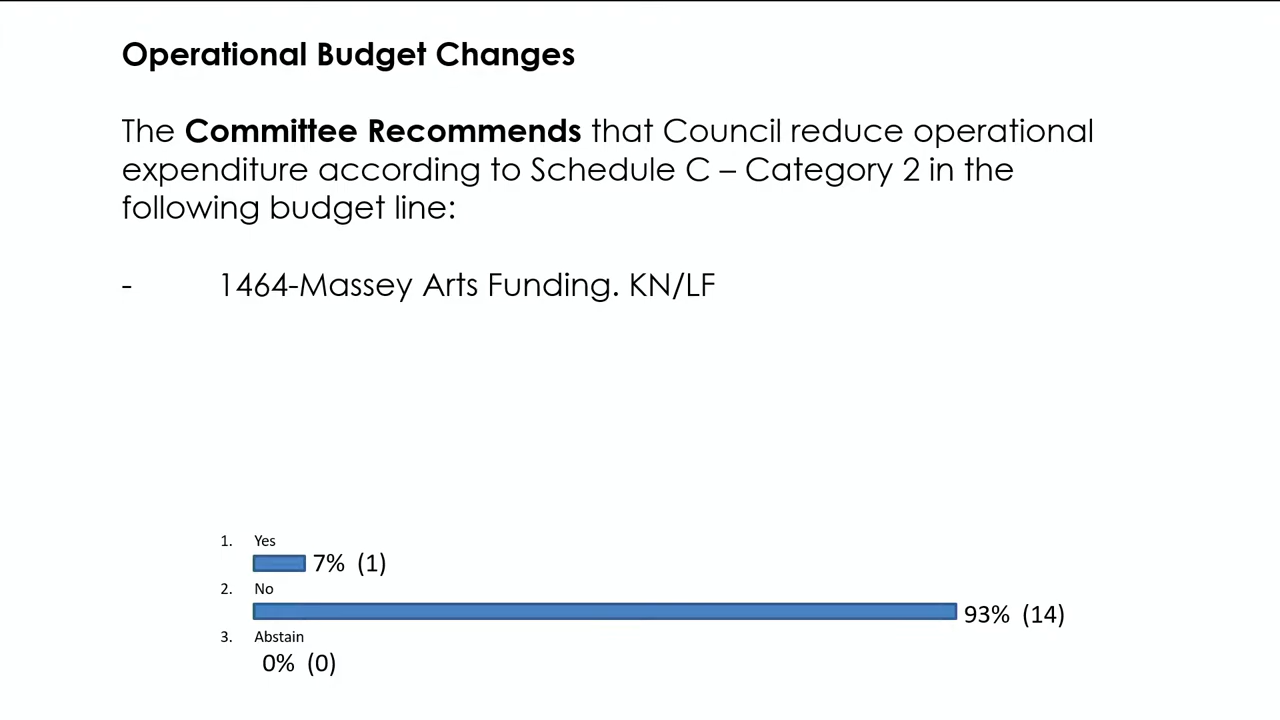 Operational Budget Changes
The Committee Recommends that Council reduce operational
expenditure according to Schedule C – Category 2 in the
following budget line:
- 1464-Massey Arts Funding. KN/LF
1. Yes
7% (1)
2. No
93% (14)
3. Abstain
0% (0)